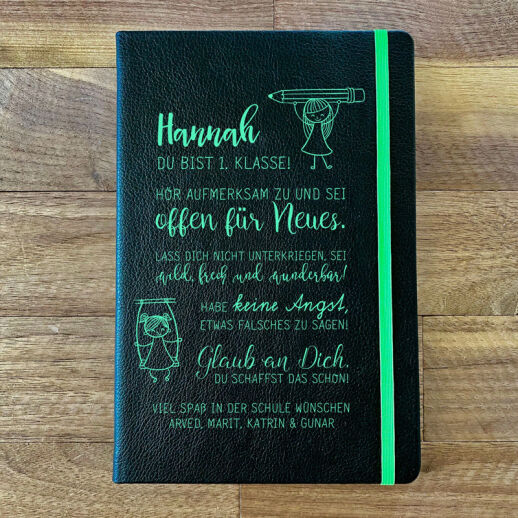 Hannah
DU BIST 1. KLASSE!
HÖR AUFMERKSAM ZU UND SEI
offen für Neues.
LASS DICH NICHT UNTERKRIEGEN, SEI
wild, frech und wunderbar!
HABE keine Angst,
ETWAS FALSCHES ZU SAGEN!
Glaub an Dich.
DU SCHAFFST DAS SCHON!
VIEL SPAẞ IN DER SCHULE WÜNSCHEN
ARVED, MARIT, KATRIN & GUNAR